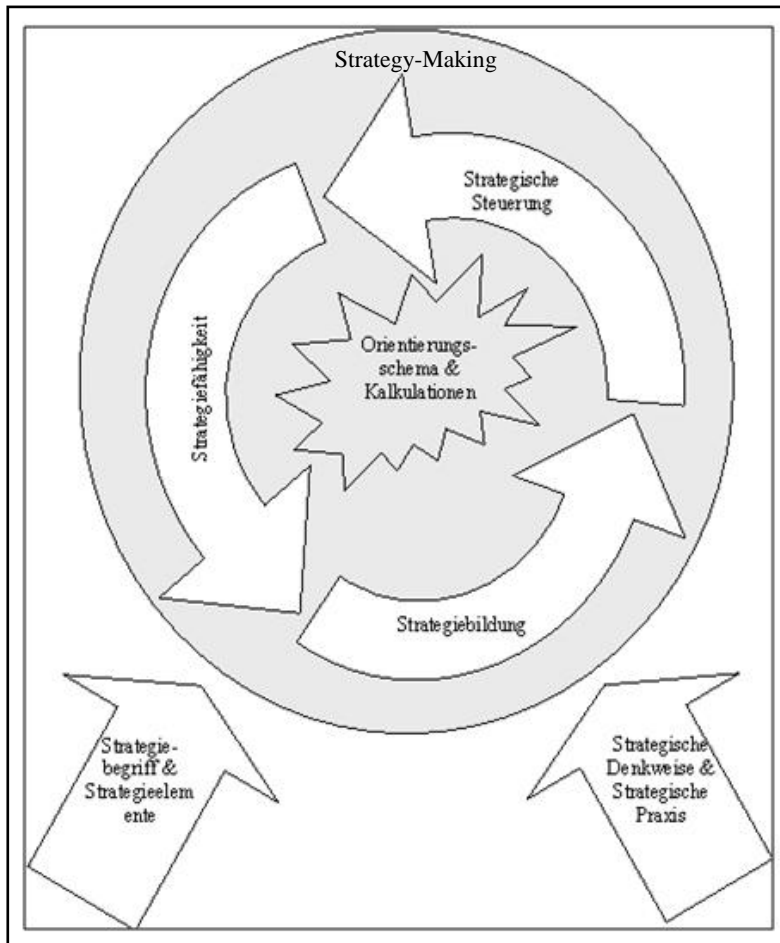 Strategy-Making
Strategische
Steuerung
Orientierungs-
schema &
Kalkulationen
Strategiefähigkeit
Strategiebildung
Strategie-
begriff &
Strategieelem
ente
Strategische
Denkweise &
Strategische
Praxis